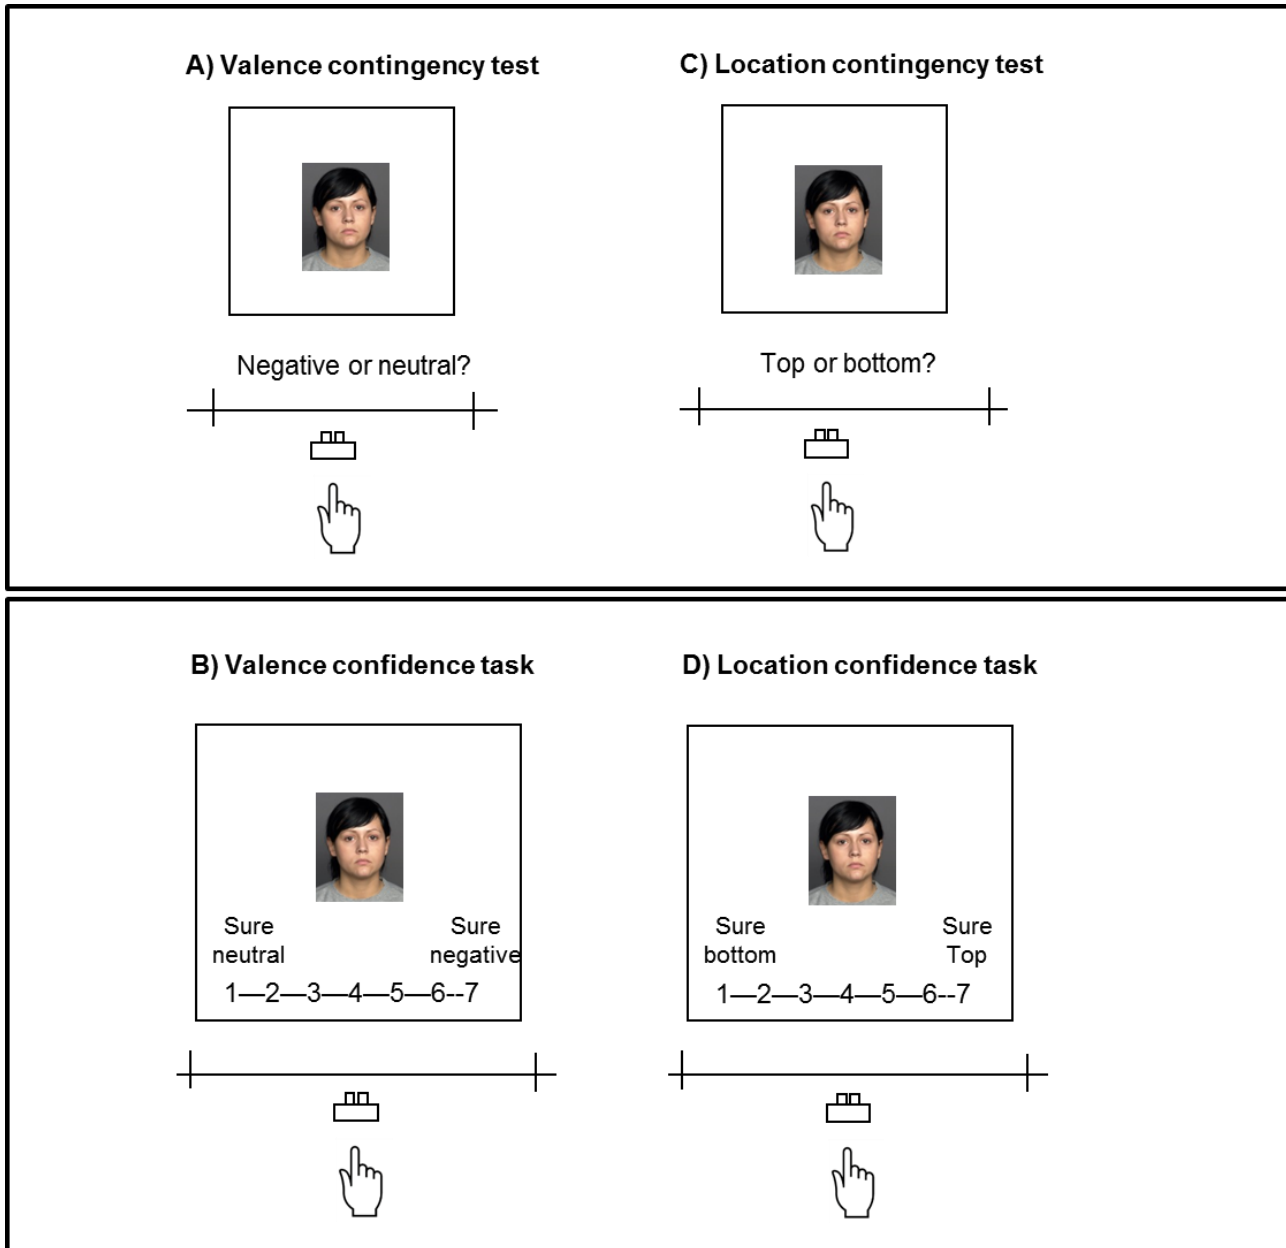 A) Valence contingency test
Negative or neutral?
C) Location contingency test
Top or bottom?
B) Valence confidence task
Sure Sure
neutral negative
1—2—3—4—5—6--7
D) Location confidence task
Sure Sure
bottom Top
1—2—3—4—5—6--7